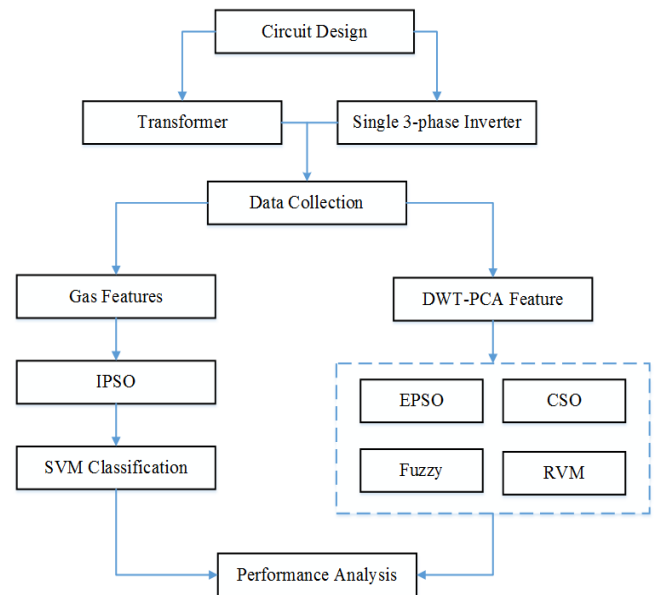 Circuit Design
Transformer
Single 3-phase Inverter
Data Collection
Gas Features
DWT-PCA Feature
IPSO
EPSO
CSO
SVM Classification
Fuzzy
RVM
Performance Analysis